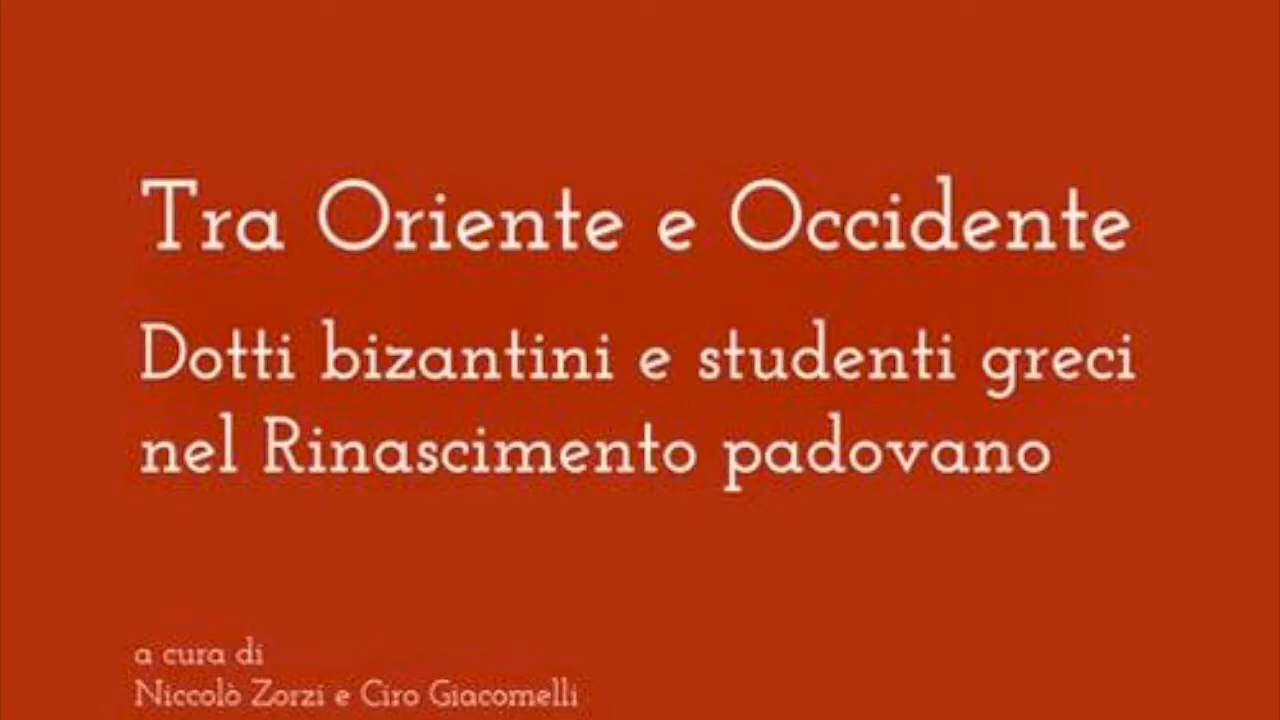 Tra Oriente e Occidente
Dotti bizantini e studenti greci
nel Rinascimento padovano
a cura di
Niccolò Zorzi e Ciro Giacomelli